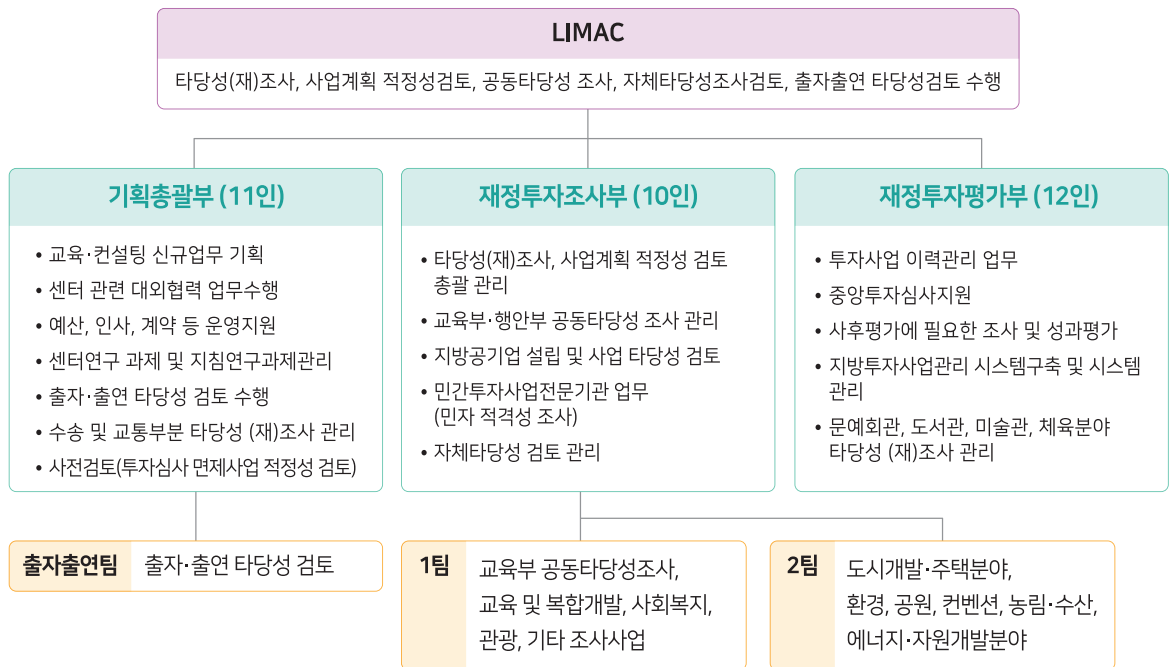 LIMAC
타당성(재)조사, 사업계획 적정성검토, 공동타당성 조사, 자체타당성조사검토, 출자출연 타당성검토 수행
기획총괄부 (11인)
• 교육·컨설팅 신규업무 기획
• 센터 관련 대외협력 업무수행
• 예산, 인사, 계약 등 운영지원
• 센터연구 과제 및 지침연구과제관리
• 출자·출연 타당성 검토 수행
• 수송 및 교통부분 타당성 (재)조사 관리
• 사전검토(투자심사 면제사업 적정성 검토)
재정투자조사부 (10인)
• 타당성(재)조사, 사업계획 적정성 검토
총괄 관리
• 교육부·행안부 공동타당성 조사 관리
• 지방공기업 설립 및 사업 타당성 검토
• 민간투자사업전문기관 업무
(민자 적격성 조사)
• 자체타당성 검토 관리
재정투자평가부 (12인)
• 투자사업 이력관리 업무
• 중앙투자심사지원
• 사후평가에 필요한 조사 및 성과평가
• 지방투자사업관리 시스템구축 및 시스템
관리
• 문예회관, 도서관, 미술관, 체육분야
타당성 (재)조사 관리
출자출연팀 출자·출연 타당성 검토
1팀 교육부 공동타당성조사,
교육 및 복합개발, 사회복지,
관광, 기타 조사사업
2팀 도시개발·주택분야,
환경, 공원, 컨벤션, 농림·수산,
에너지·자원개발분야